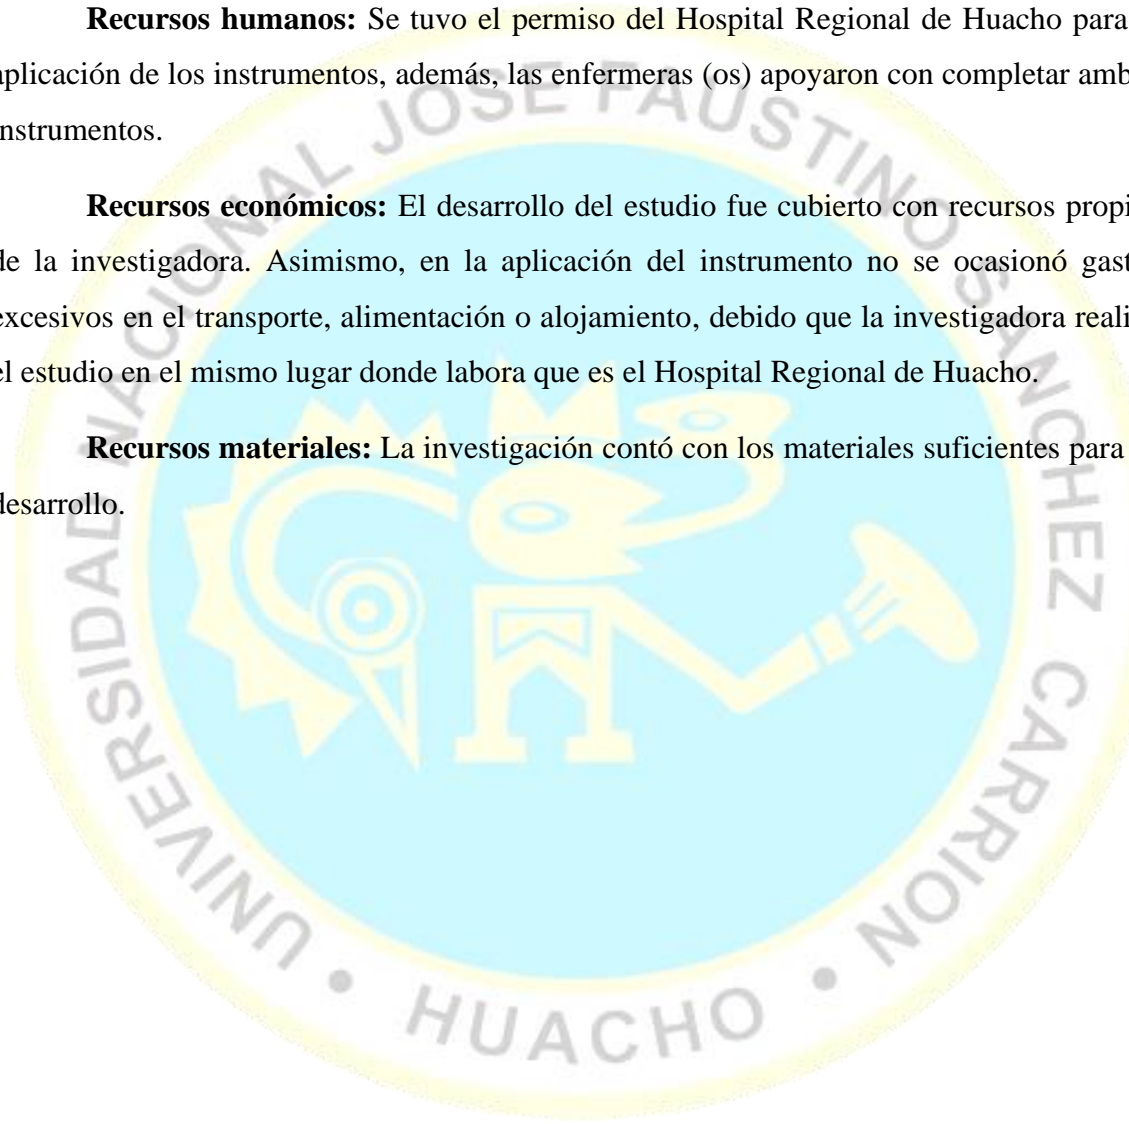 Recursos humanos: Se tuvo el permiso del Hospital Regional de Huacho para
aplicación de los instrumentos, además, las enfermeras (os) apoyaron con completar amb
nstrumentos.
Recursos económicos: El desarrollo del estudio fue cubierto con recursos propi
de la investigadora. Asimismo, en la aplicación del instrumento no se ocasionó gast
excesivos en el transporte, alimentación o alojamiento, debido que la investigadora reali
el estudio en el mismo lugar donde labora que es el Hospital Regional de Huacho.
Recursos materiales: La investigación contó con los materiales suficientes para
desarrollo.
UNIVERSIDAD NACIONAL JOSE FAUSTINO SANCHEZ CARRION
• HUACHO •